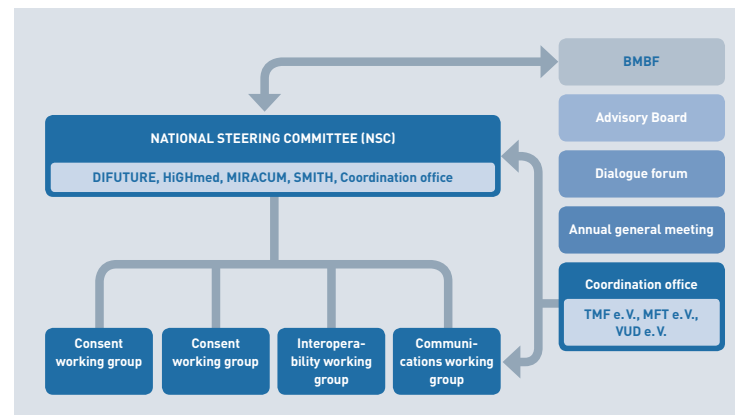 BMBF
Advisory Board
NATIONAL STEERING COMMITTEE (NSC)
DIFUTURE, HiGHmed, MIRACUM, SMITH, Coordination office
Dialogue forum
Annual general meeting
Coordination office
TMF e. V., MFT e. V.,
VUD e. V.
Consent
working group
Consent
working group
Interopera-
bility working
group
Communi-
cations working
group